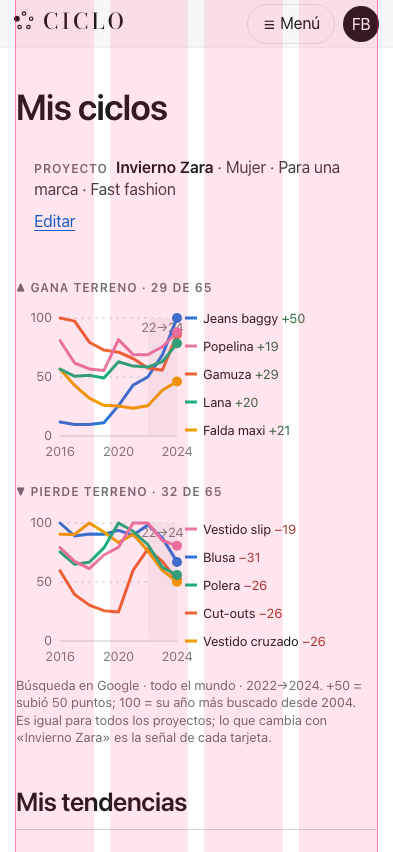 CICLO
≡ Menú
FB
Mis ciclos
PROYECTO Invierno Zara · Mujer · Para una
marca · Fast fashion
Editar
▲ GANA TERRENO · 29 DE 65
100
50
0
22→24
2016 2020 2024
Jeans baggy +50
Popelina +19
Gamuza +29
Lana +20
Falda maxi +21
▼ PIERDE TERRENO · 32 DE 65
100
50
0
22→24
2016 2020 2024
Vestido slip −19
Blusa −31
Polera −26
Cut-outs −26
Vestido cruzado −26
Búsqueda en Google · todo el mundo · 2022→2024. +50 =
subió 50 puntos; 100 = su año más buscado desde 2004.
Es igual para todos los proyectos; lo que cambia con
«Invierno Zara» es la señal de cada tarjeta.
Mis tendencias